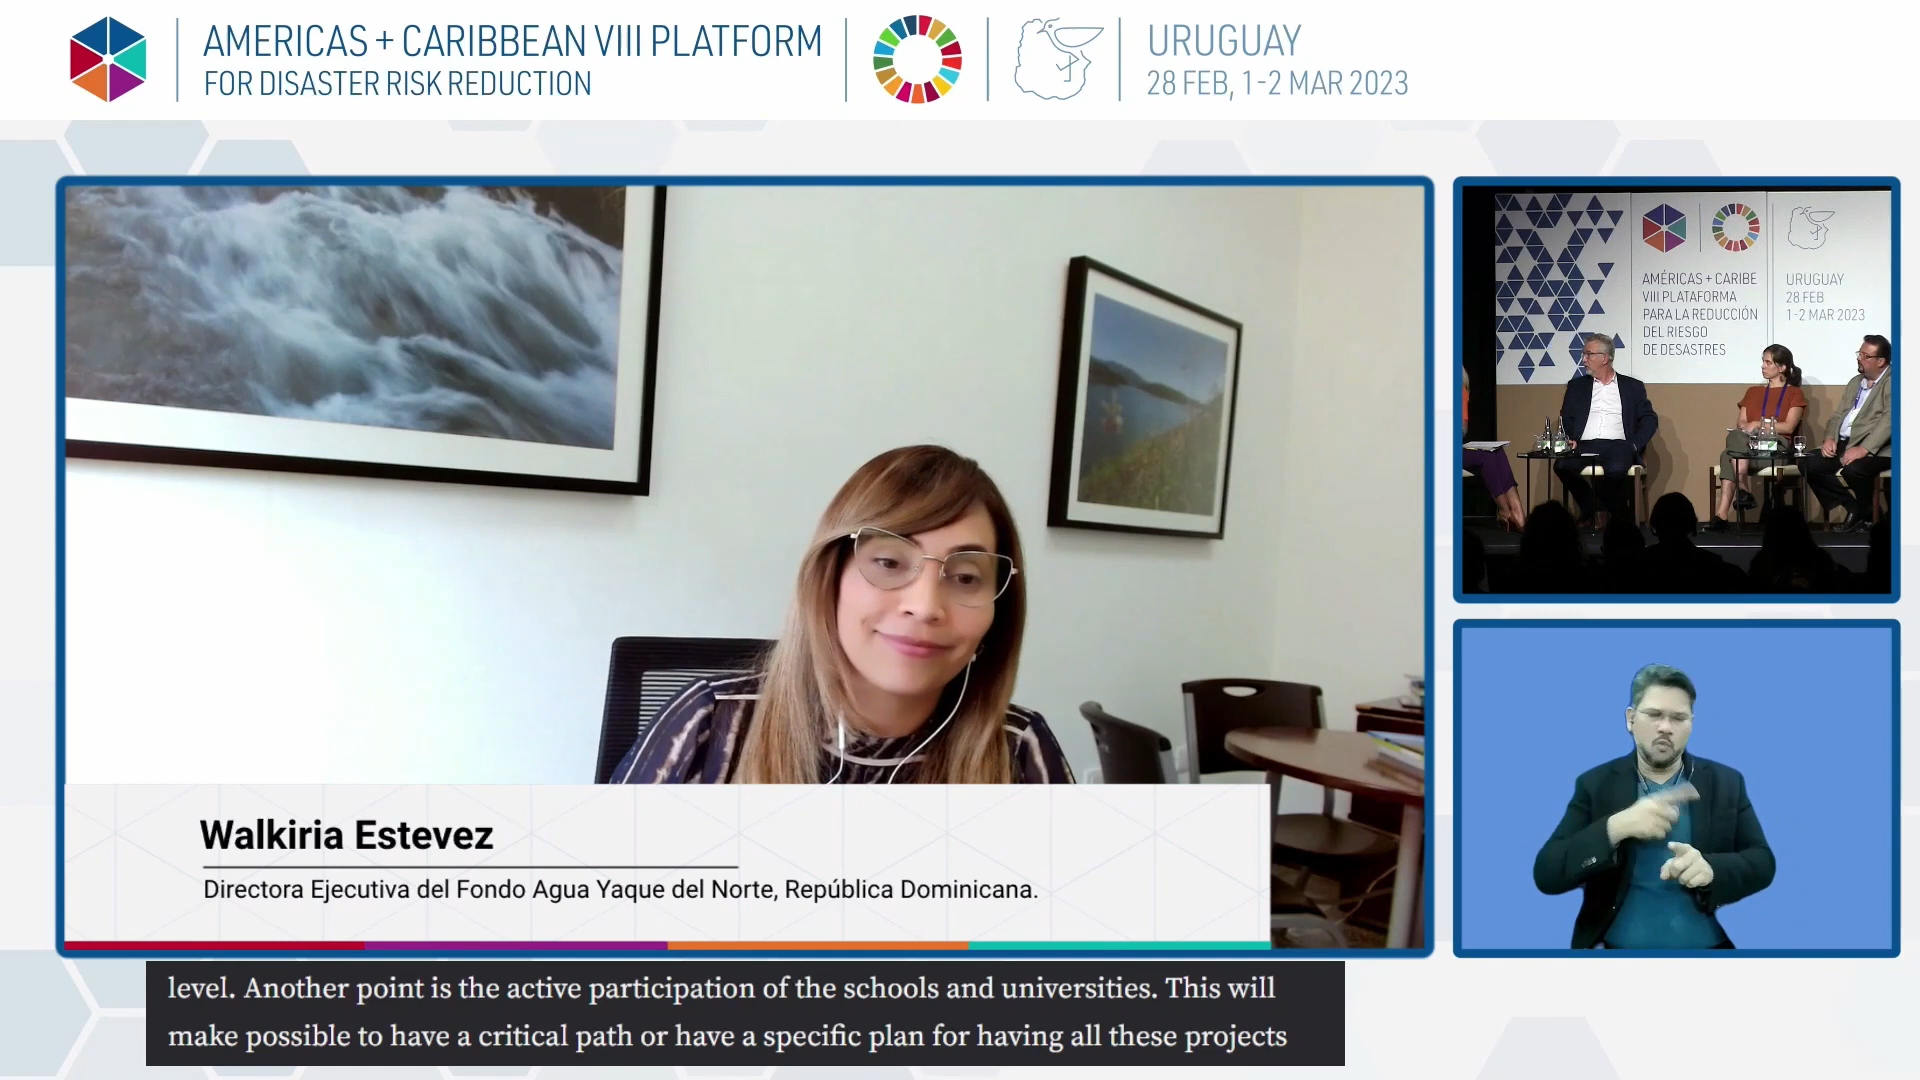 AMERICAS + CARIBBEAN VIII PLATFORM
FOR DISASTER RISK REDUCTION
URUGUAY
28 FEB, 1-2 MAR 2023
AMÉRICAS + CARIBE
VIII PLATAFORMA
PARA LA REDUCCIÓN
DEL RIESGO
DE DESASTRES
URUGUAY
28 FEB
1-2 MAR 2023
Walkiria Estevez
Directora Ejecutiva del Fondo Agua Yaque del Norte, República Dominicana.
level. Another point is the active participation of the schools and universities. This will
make possible to have a critical path or have a specific plan for having all these projects